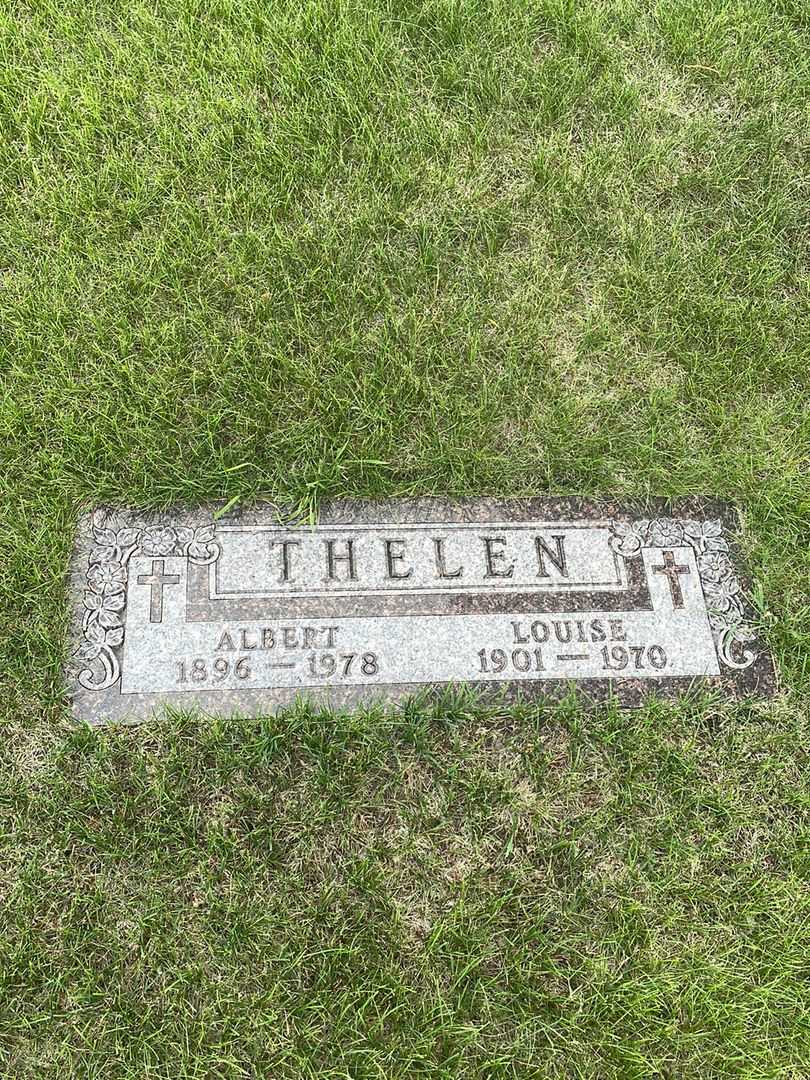 THELEN
ALBERT LOUISE
1896 — 1978 1901 — 1970